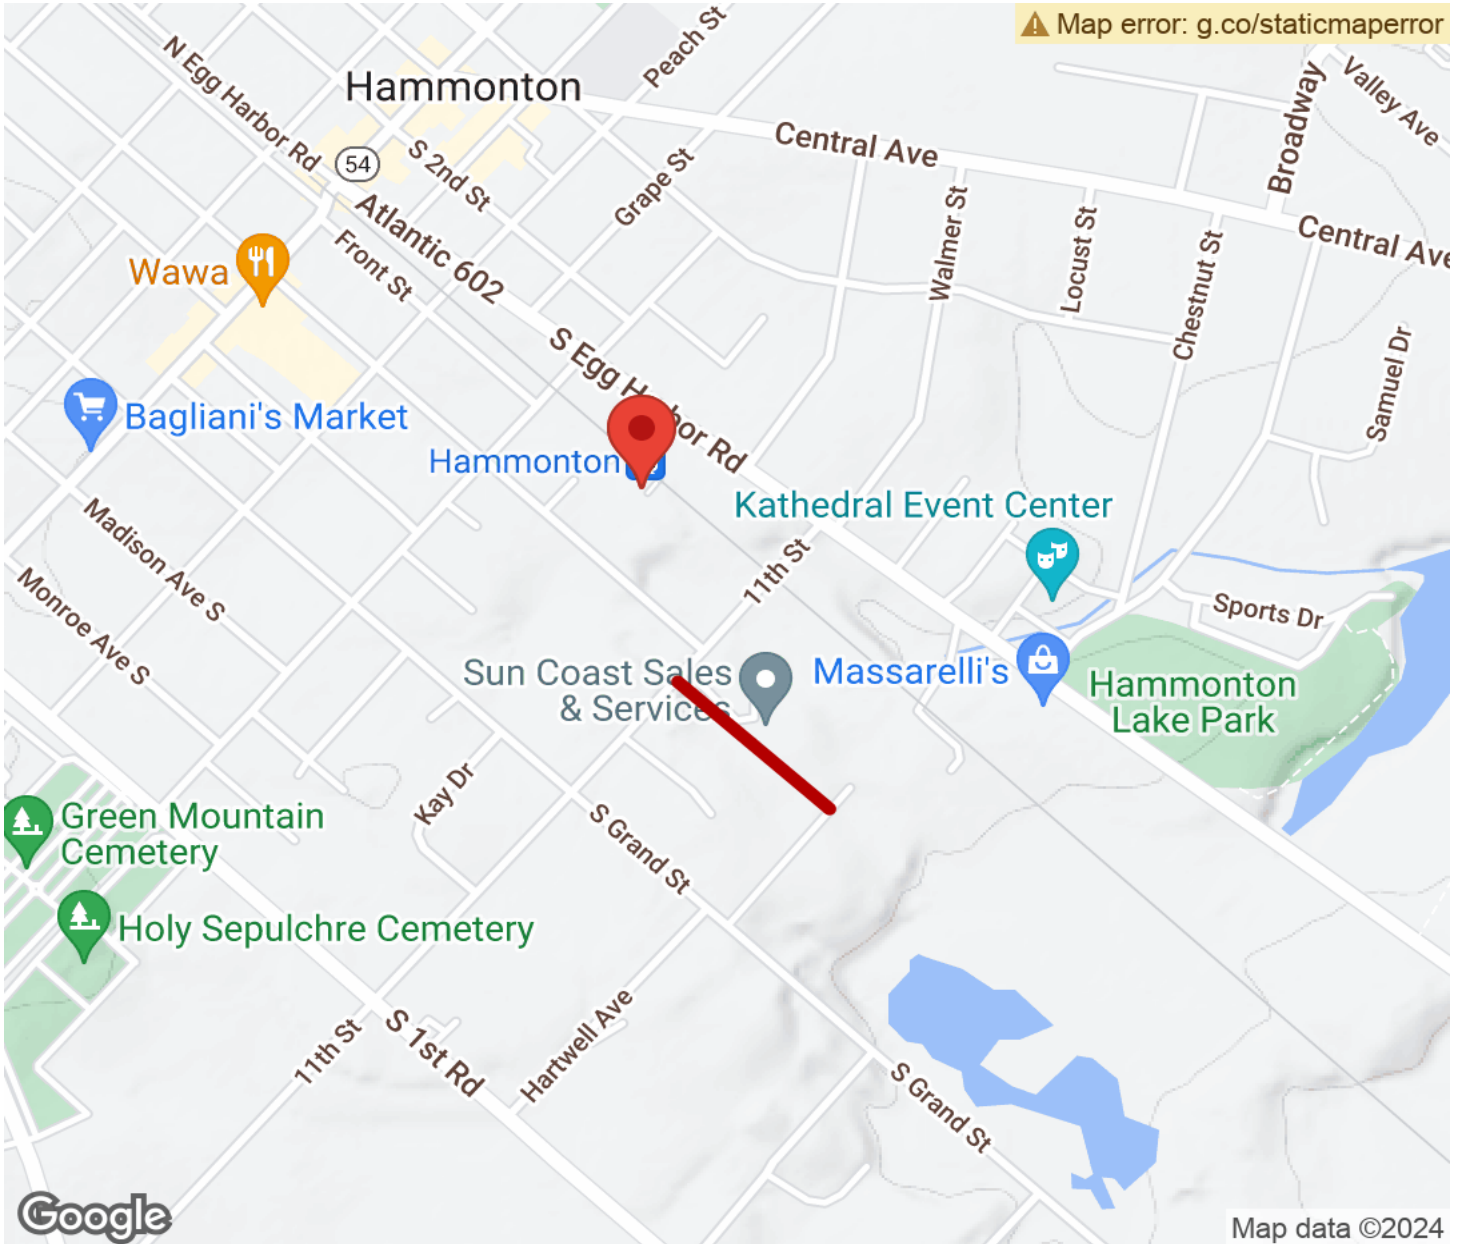 Map error: g.co/staticmaperror
Peach St
Valley Ave
N Egg Harbor Rd
Hammonton
Broadway
Central Ave
54
S 2nd St
Grape St
Walmer St
Locust St
Central Ave
Atlantic 602
Front St
Chestnut St
Wawa
S Egg Harbor Rd
Samuel Dr
Bagliani's Market
Hammonton
Kathedral Event Center
Madison Ave S
11th St
Monroe Ave S
Sports Dr
Sun Coast Sales
& Services
Massarelli's
Hammonton
Lake Park
Kay Dr
Green Mountain
Cemetery
S Grand St
Holy Sepulchre Cemetery
11th St
S 1st Rd
Hartwell Ave
S Grand St
Google
Map data ©2024